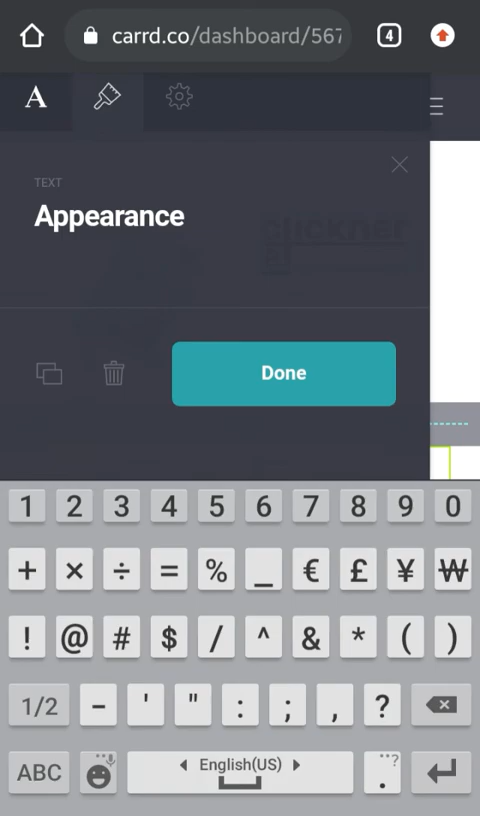 carrd.co/dashboard/567
4
A
TEXT
Appearance
Done
1 2 3 4 5 6 7 8 9 0
+ × ÷ = % _ € £ ¥ ₩
! @ # $ / ^ & * ( )
1/2 - ' " : ; , ?
ABC English(US) . ?